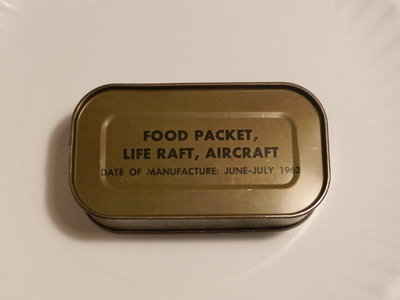 FOOD PACKET,
LIFE RAFT, AIRCRAFT
DATE OF MANUFACTURE: JUNE-JULY 1962